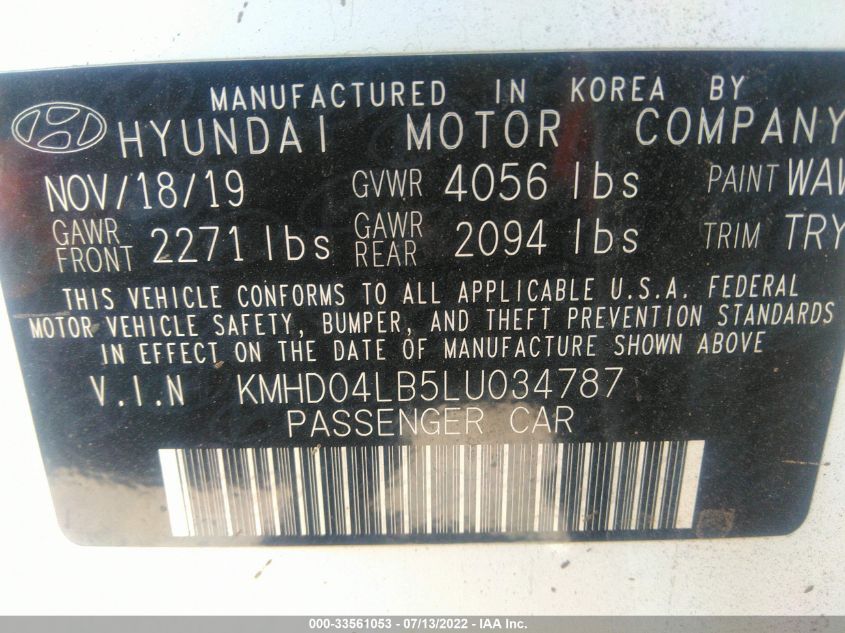 MANUFACTURED IN KOREA BY
HYUNDAI MOTOR COMPANY
NOV/18/19 GVWR 4056 lbs PAINT WAW
GAWR FRONT 2271 lbs GAWR REAR 2094 lbs TRIM TRY
THIS VEHICLE CONFORMS TO ALL APPLICABLE U.S.A. FEDERAL
MOTOR VEHICLE SAFETY, BUMPER, AND THEFT PREVENTION STANDARDS
IN EFFECT ON THE DATE OF MANUFACTURE SHOWN ABOVE
V.I.N KMHD04LB5LU034787
PASSENGER CAR
000-33561053 - 07/13/2022 - IAA Inc.